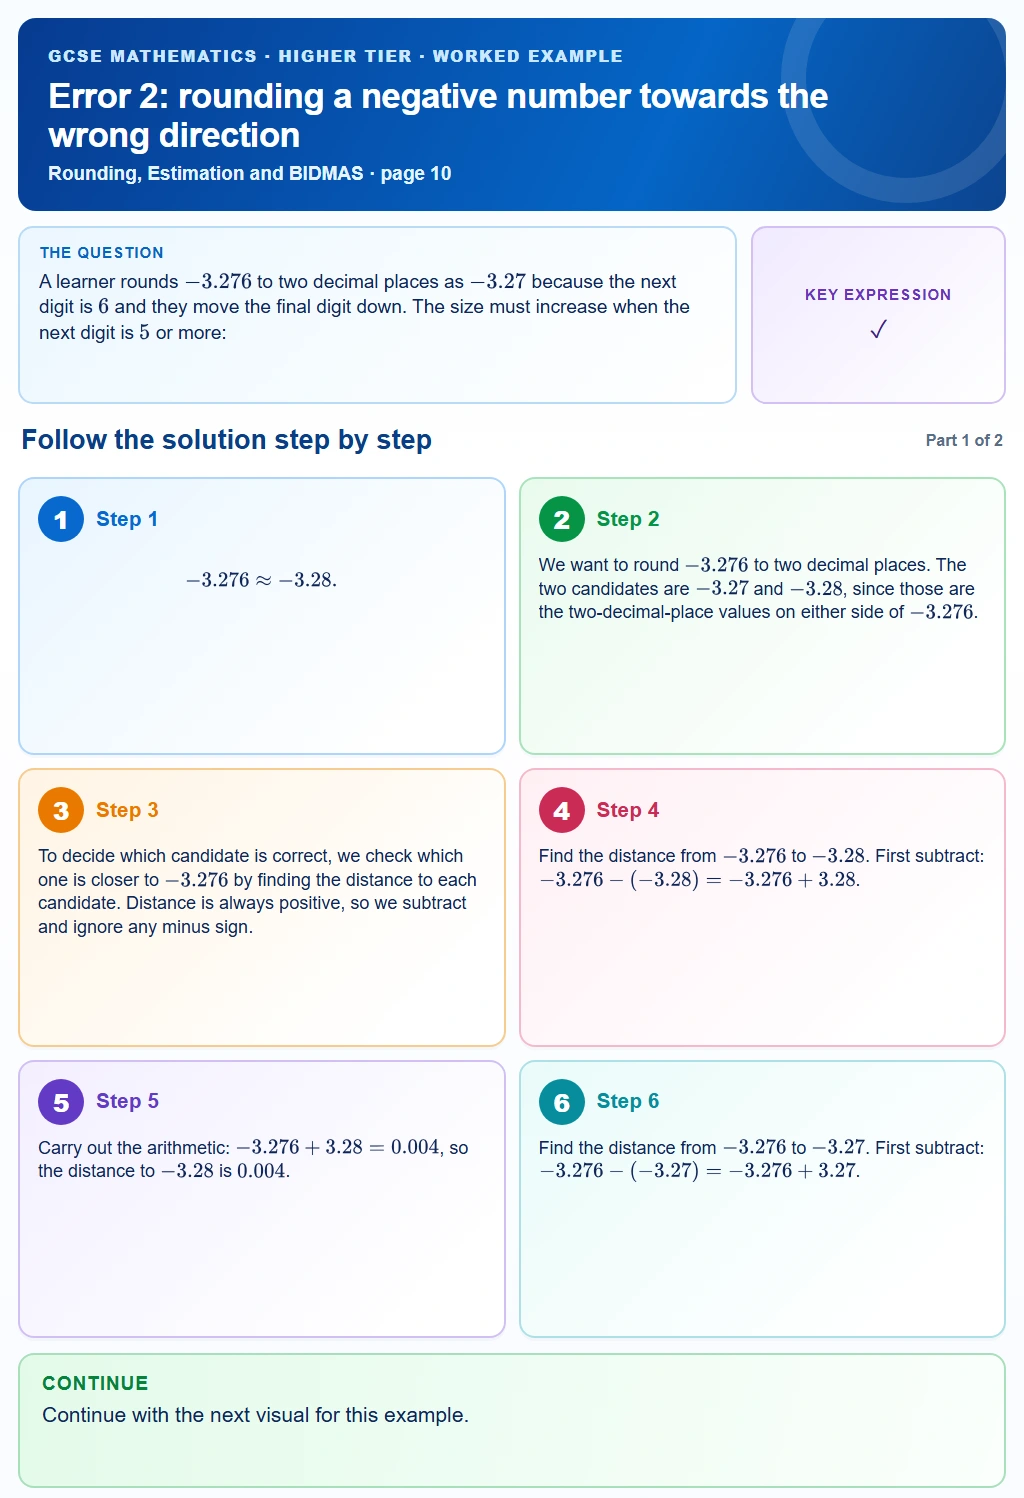 GCSE MATHEMATICS · HIGHER TIER · WORKED EXAMPLE
Error 2: rounding a negative number towards the
wrong direction
Rounding, Estimation and BIDMAS · page 10
THE QUESTION
A learner rounds −3.276 to two decimal places as −3.27 because the next
digit is 6 and they move the final digit down. The size must increase when the
next digit is 5 or more:
KEY EXPRESSION
✓
Follow the solution step by step
Part 1 of 2
1 Step 1
−3.276 ≈ −3.28.
2 Step 2
We want to round −3.276 to two decimal places. The
two candidates are −3.27 and −3.28, since those are
the two-decimal-place values on either side of −3.276.
3 Step 3
To decide which candidate is correct, we check which
one is closer to −3.276 by finding the distance to each
candidate. Distance is always positive, so we subtract
and ignore any minus sign.
4 Step 4
Find the distance from −3.276 to −3.28. First subtract:
−3.276 − (−3.28) = −3.276 + 3.28.
5 Step 5
Carry out the arithmetic: −3.276 + 3.28 = 0.004, so
the distance to −3.28 is 0.004.
6 Step 6
Find the distance from −3.276 to −3.27. First subtract:
−3.276 − (−3.27) = −3.276 + 3.27.
CONTINUE
Continue with the next visual for this example.